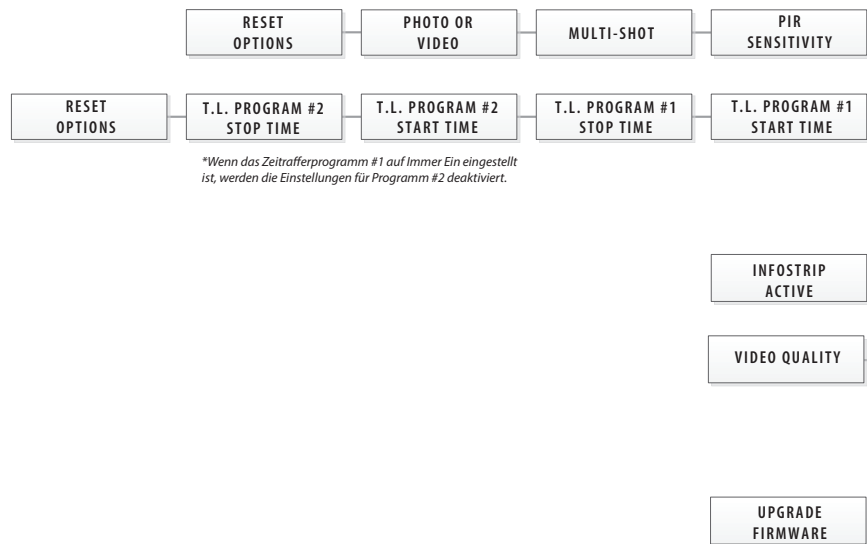 RESET
OPTIONS
PHOTO OR
VIDEO
MULTI-SHOT
PIR
SENSITIVITY
RESET
OPTIONS
T.L. PROGRAM #2
STOP TIME
T.L. PROGRAM #2
START TIME
T.L. PROGRAM #1
STOP TIME
T.L. PROGRAM #1
START TIME
*Wenn das Zeitrafferprogramm #1 auf Immer Ein eingestellt
ist, werden die Einstellungen für Programm #2 deaktiviert.
INFOSTRIP
ACTIVE
VIDEO QUALITY
UPGRADE
FIRMWARE